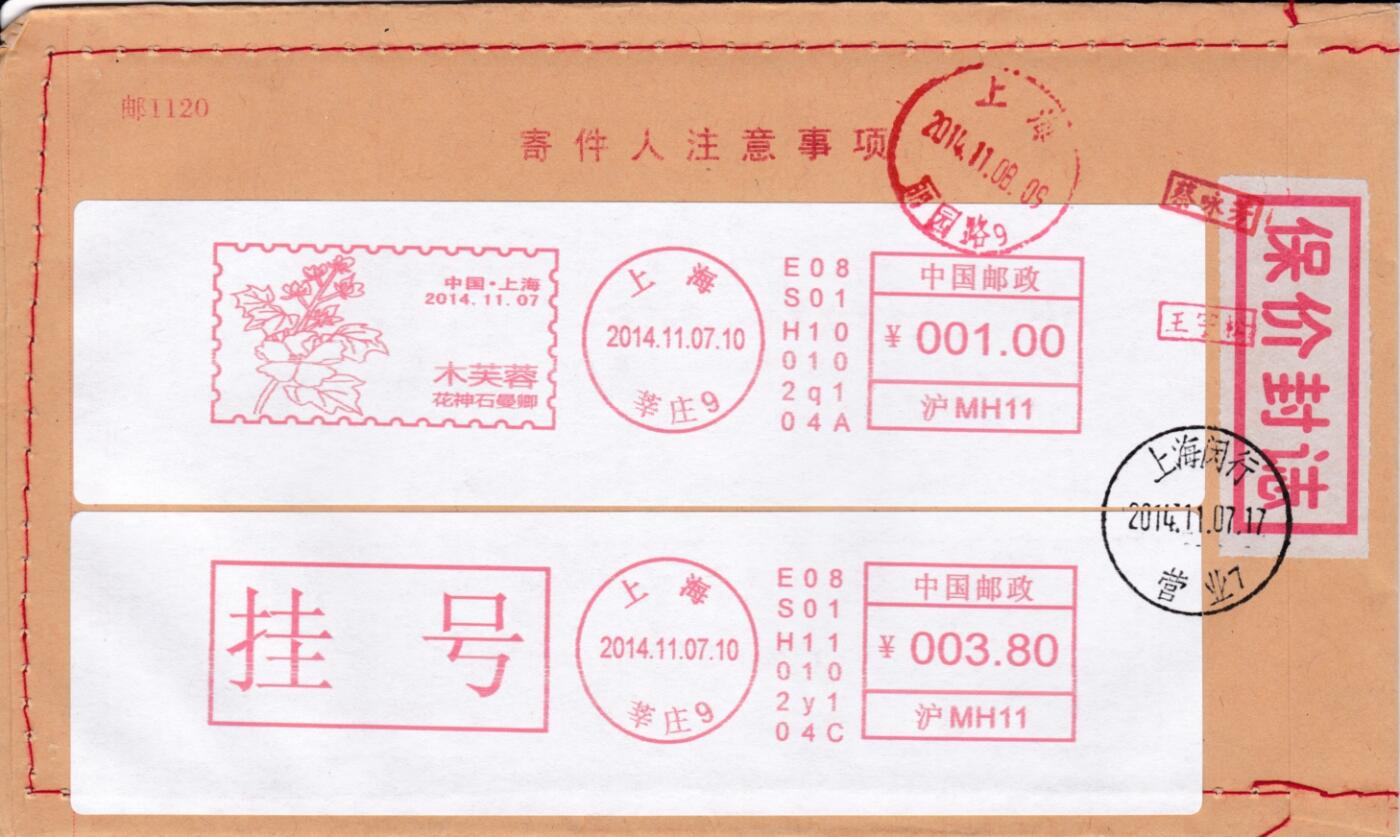 邮1120
寄件人注意事项
上海
2014.11.08.09
园路9
蔡咏
保价封志
中国·上海
2014.11.07
木芙蓉
花神石曼卿
上海
2014.11.07.10
莘庄9
E08
S01
H10
010
2q1
04A
中国邮政
¥ 001.00
沪MH11
王
上海闵行
2014.11.07.17
营业7
挂号
上海
2014.11.07.10
莘庄9
E08
S01
H11
010
2y1
04C
中国邮政
¥ 003.80
沪MH11